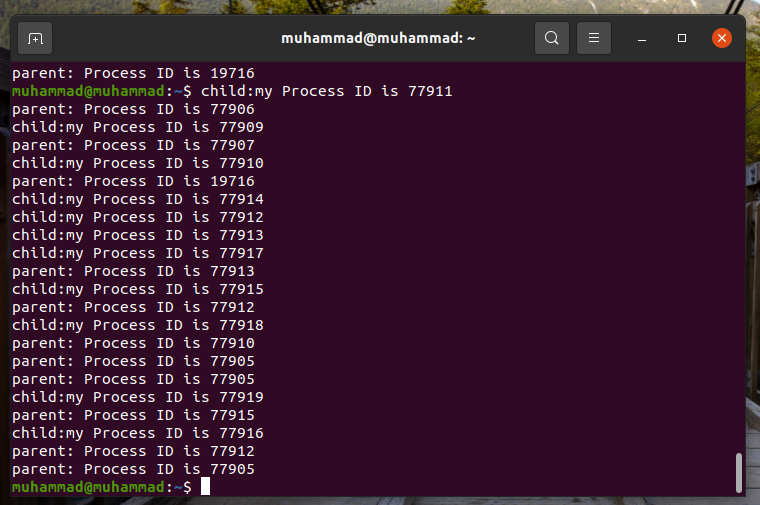 muhammad@muhammad: ~
parent: Process ID is 19716
muhammad@muhammad:~$ child:my Process ID is 77911
parent: Process ID is 77906
child:my Process ID is 77909
parent: Process ID is 77907
child:my Process ID is 77910
parent: Process ID is 19716
child:my Process ID is 77914
child:my Process ID is 77912
child:my Process ID is 77913
child:my Process ID is 77917
parent: Process ID is 77913
child:my Process ID is 77915
parent: Process ID is 77912
child:my Process ID is 77918
parent: Process ID is 77910
parent: Process ID is 77905
parent: Process ID is 77905
child:my Process ID is 77919
parent: Process ID is 77915
child:my Process ID is 77916
parent: Process ID is 77912
parent: Process ID is 77905
muhammad@muhammad:~$